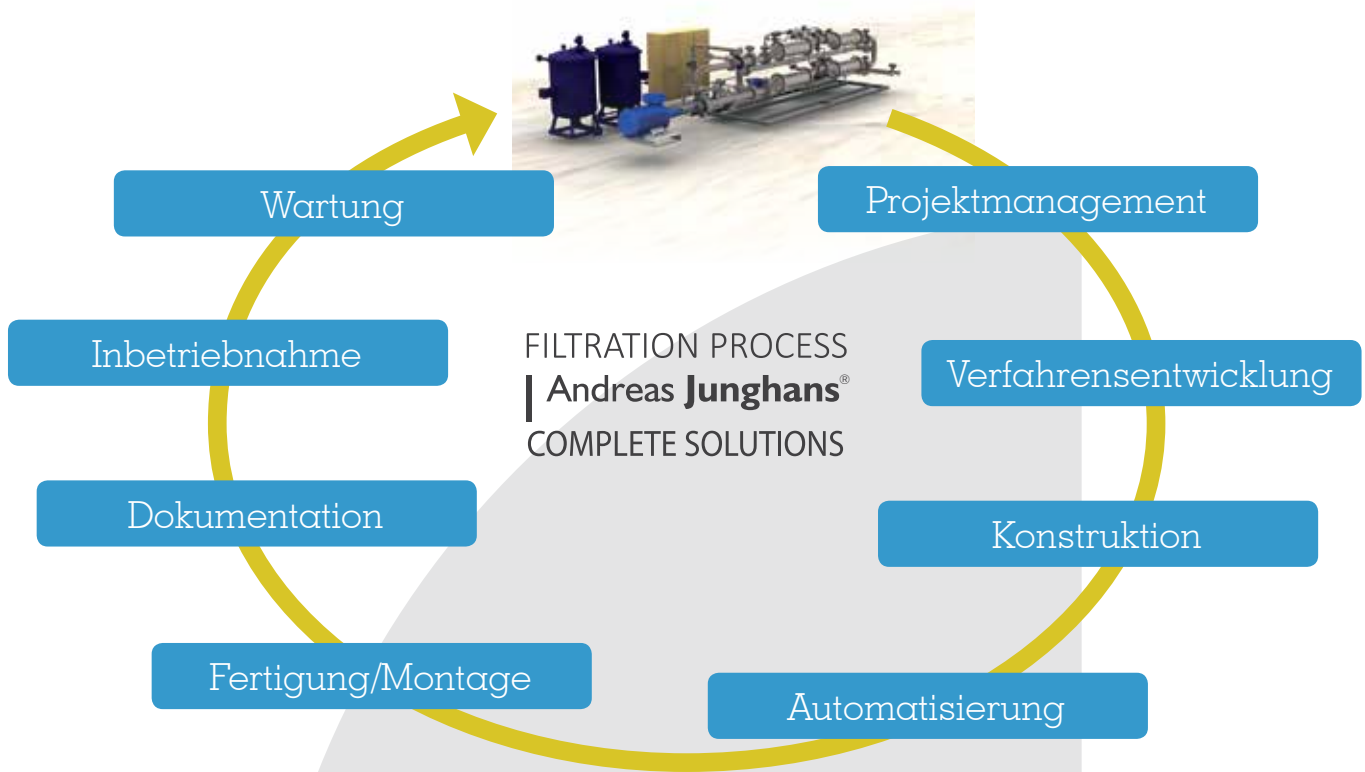 Wartung
Projektmanagement
Inbetriebnahme
FILTRATION PROCESS
Andreas Junghans®
COMPLETE SOLUTIONS
Verfahrensentwicklung
Dokumentation
Konstruktion
Fertigung/Montage
Automatisierung